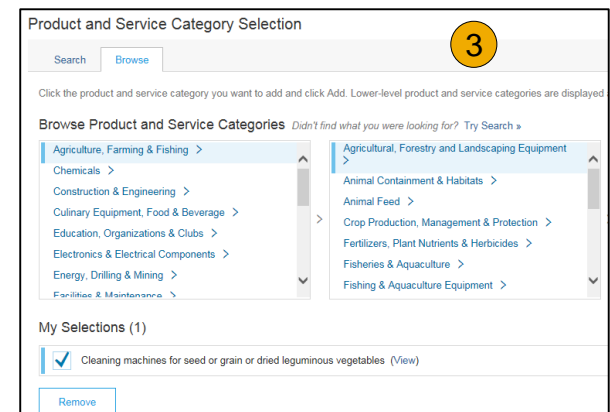 Product and Service Category Selection
3
Search Browse
Click the product and service category you want to add and click Add. Lower-level product and service categories are displayed
Browse Product and Service Categories Didn't find what you were looking for? Try Search »
Agriculture, Farming & Fishing >
Chemicals >
Construction & Engineering >
Culinary Equipment, Food & Beverage >
Education, Organizations & Clubs >
Electronics & Electrical Components >
Energy, Drilling & Mining >
Facilities & Maintenance >
>
Agricultural, Forestry and Landscaping Equipment
>
Animal Containment & Habitats >
Animal Feed >
Crop Production, Management & Protection >
Fertilizers, Plant Nutrients & Herbicides >
Fisheries & Aquaculture >
Fishing & Aquaculture Equipment >
My Selections (1)
Cleaning machines for seed or grain or dried leguminous vegetables (View)
Remove